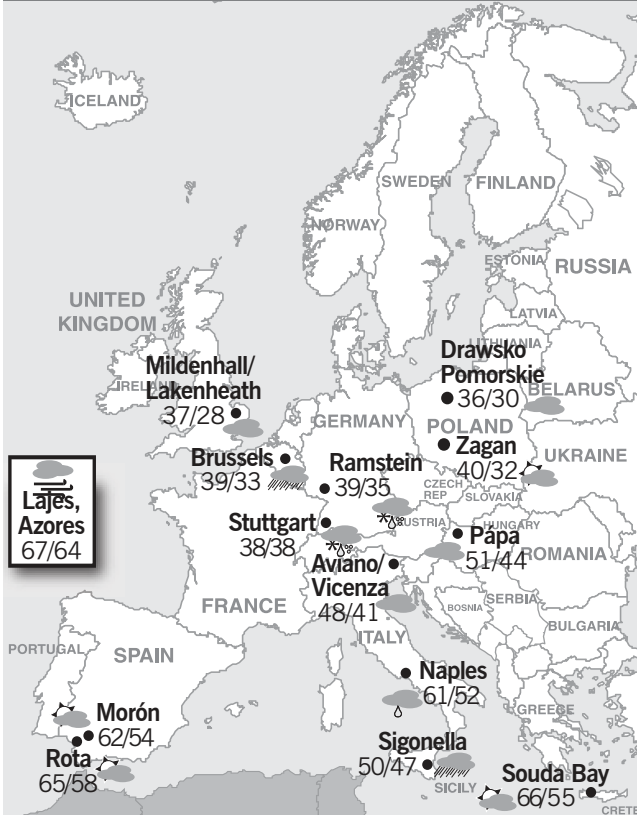 ICELAND
SWEDEN
FINLAND
NORWAY
ESTONIA
RUSSIA
LATVIA
LITHUANIA
UNITED
KINGDOM
IRELAND
Mildenhall/
Lakenheath
37/28
Drawsko
Pomorskie
36/30
BELARUS
GERMANY
POLAND
Zagan
40/32
UKRAINE
Brussels
39/33
Ramstein
39/35
CZECH
REP
SLOVAKIA
Lajes,
Azores
67/64
Stuttgart
38/38
AUSTRIA
HUNGARY
Pápa
51/44
ROMANIA
Aviano/
Vicenza
48/41
FRANCE
BOSNIA
SERBIA
BULGARIA
ITALY
PORTUGAL
SPAIN
Naples
61/52
GREECE
Morón
62/54
Rota
65/58
Sigonella
50/47
SICILY
Souda Bay
66/55
CRETE